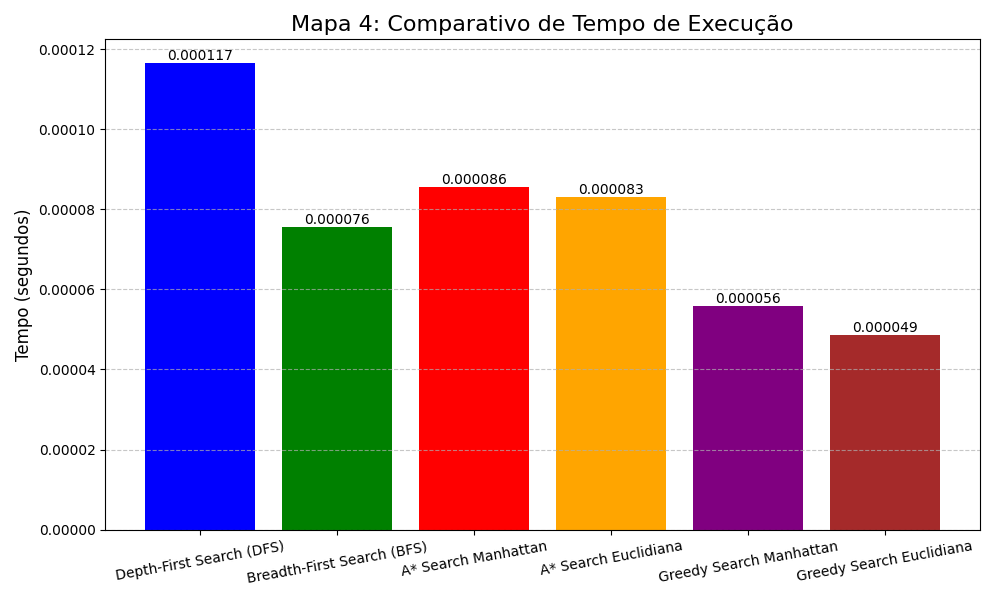 Mapa 4: Comparativo de Tempo de Execução
Tempo (segundos)
0.00012
0.00010
0.00008
0.00006
0.00004
0.00002
0.00000
0.000117
0.000076
0.000086
0.000083
0.000056
0.000049
Depth-First Search (DFS)
Breadth-First Search (BFS)
A* Search Manhattan
A* Search Euclidiana
Greedy Search Manhattan
Greedy Search Euclidiana